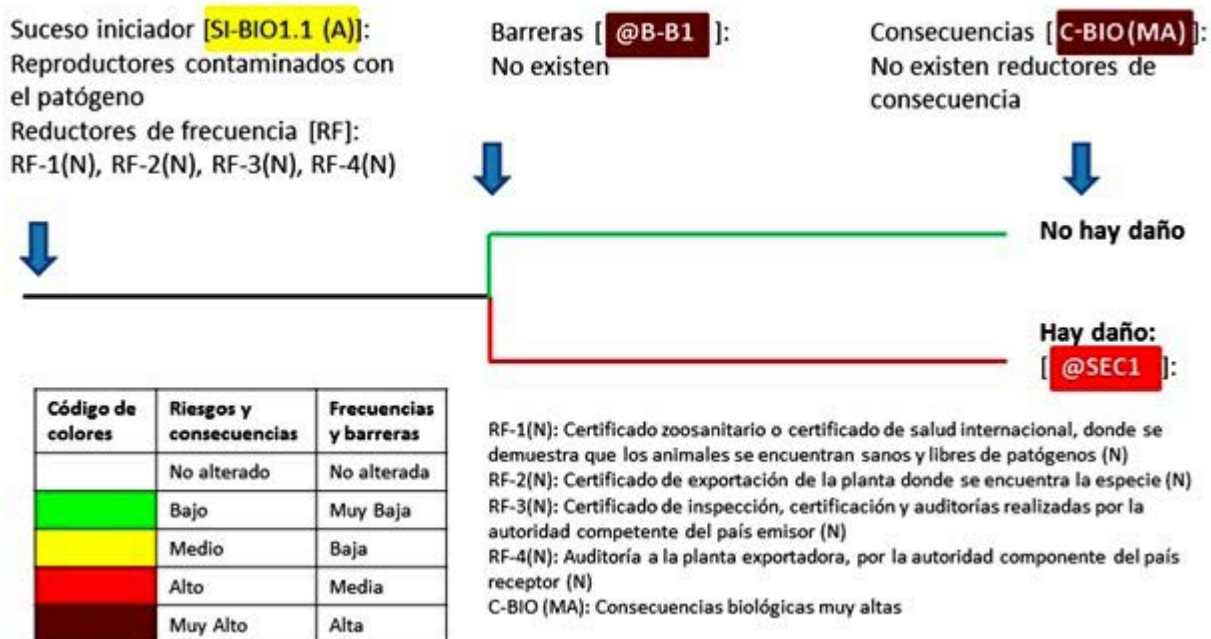 Suceso iniciador [SI-BIO1.1 (A)]:
Reproductores contaminados con
el patógeno
Reductores de frecuencia [RF]:
RF-1(N), RF-2(N), RF-3(N), RF-4(N)
Barreras [ @B-B1 ]:
No existen
Consecuencias [ C-BIO(MA) ]:
No existen reductores de
consecuencia
No hay daño
Hay daño:
[ @SEC1 ]:
Código de colores Riesgos y consecuencias Frecuencias y barreras
No alterado No alterada
Bajo Muy Baja
Medio Baja
Alto Media
Muy Alto Alta
RF-1(N): Certificado zoosanitario o certificado de salud internacional, donde se
demuestra que los animales se encuentran sanos y libres de patógenos (N)
RF-2(N): Certificado de exportación de la planta donde se encuentra la especie (N)
RF-3(N): Certificado de inspección, certificación y auditorías realizadas por la
autoridad competente del país emisor (N)
RF-4(N): Auditoría a la planta exportadora, por la autoridad componente del país
receptor (N)
C-BIO (MA): Consecuencias biológicas muy altas